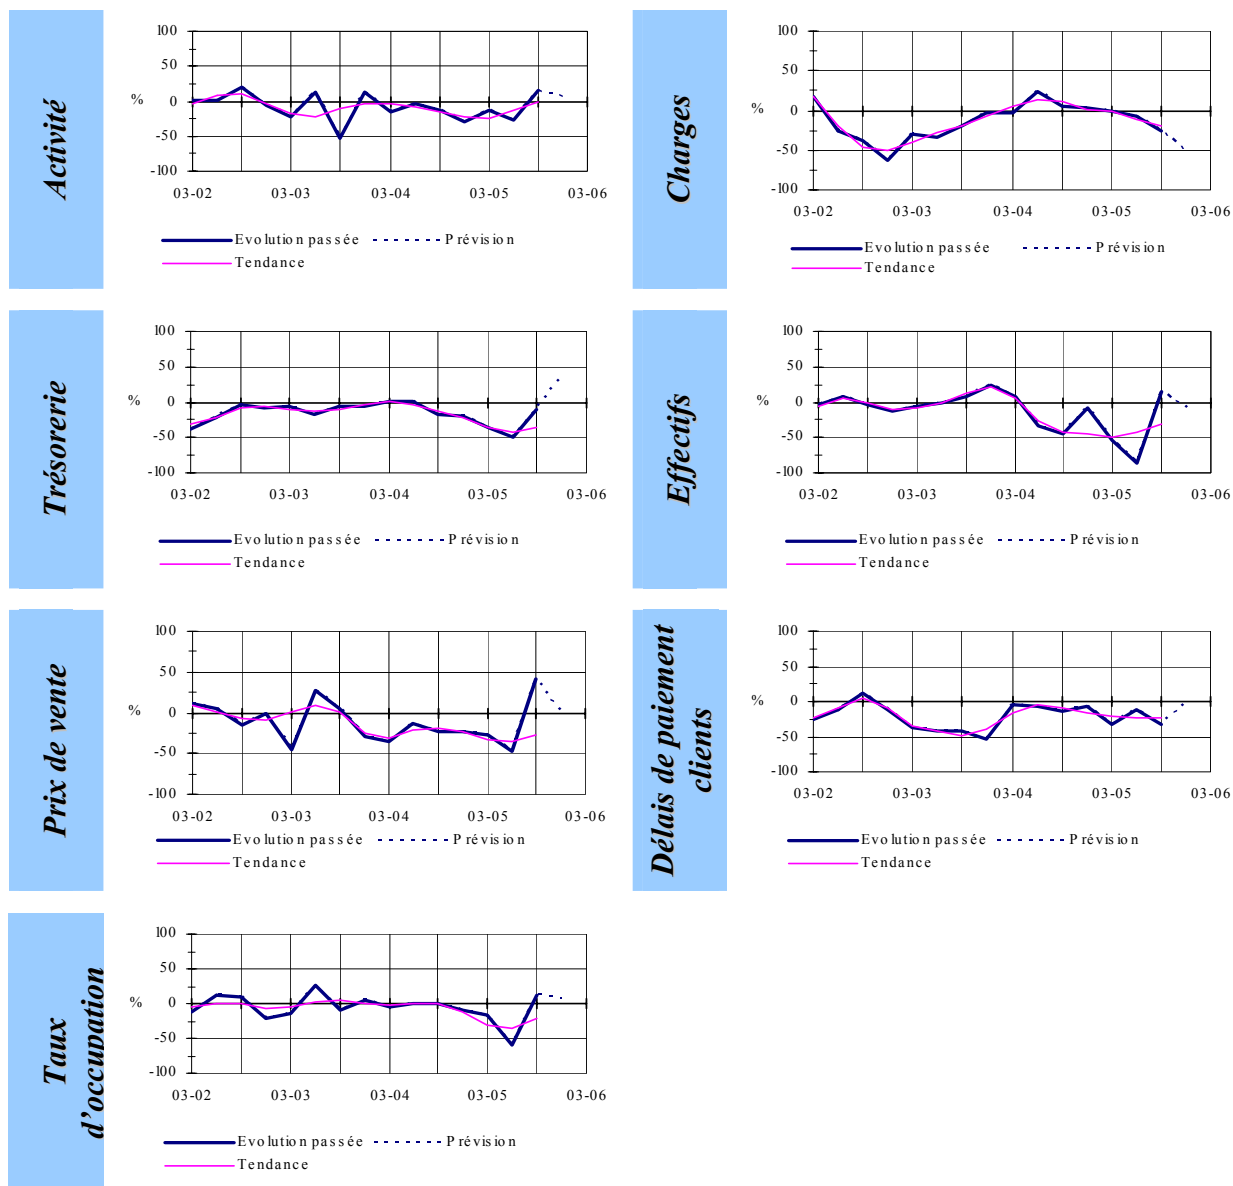 Activité
100
50
%
0
-50
-100
03-02 03-03 03-04 03-05 03-06
Evolution passée Prévision
Tendance
Charges
100
50
%
0
-50
-100
03-02 03-03 03-04 03-05 03-06
Evolution passée Prévision
Tendance
Trésorerie
100
50
%
0
-50
-100
03-02 03-03 03-04 03-05 03-06
Evolution passée Prévision
Tendance
Effectifs
100
50
%
0
-50
-100
03-02 03-03 03-04 03-05 03-06
Evolution passée Prévision
Tendance
Prix de vente
100
50
%
0
-50
-100
03-02 03-03 03-04 03-05 03-06
Evolution passée Prévision
Tendance
Délais de paiement
clients
100
50
%
0
-50
-100
03-02 03-03 03-04 03-05 03-06
Evolution passée Prévision
Tendance
Taux
d’occupation
100
50
%
0
-50
-100
03-02 03-03 03-04 03-05 03-06
Evolution passée Prévision
Tendance